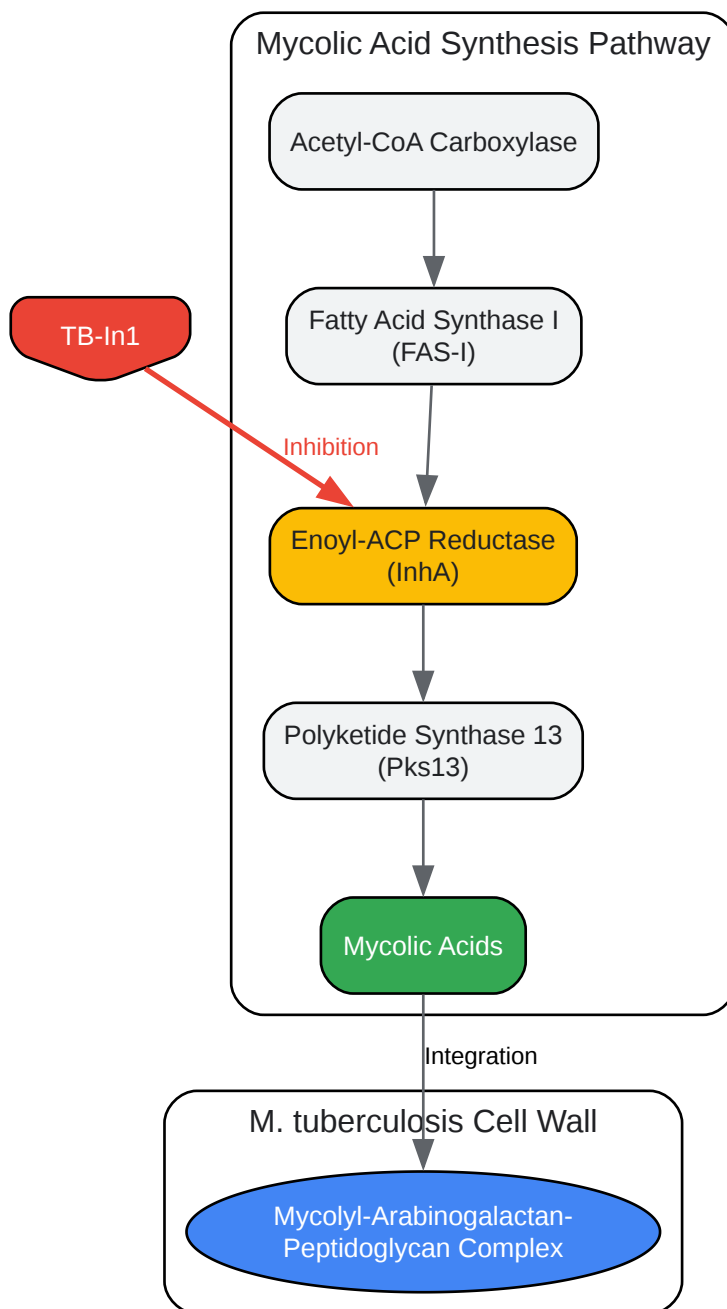 Mycolic Acid Synthesis Pathway
Acetyl-CoA Carboxylase
Fatty Acid Synthase I
(FAS-I)
TB-In1
Inhibition
Enoyl-ACP Reductase
(InhA)
Polyketide Synthase 13
(Pks13)
Mycolic Acids
Integration
M. tuberculosis Cell Wall
Mycolyl-Arabinogalactan-
Peptidoglycan Complex